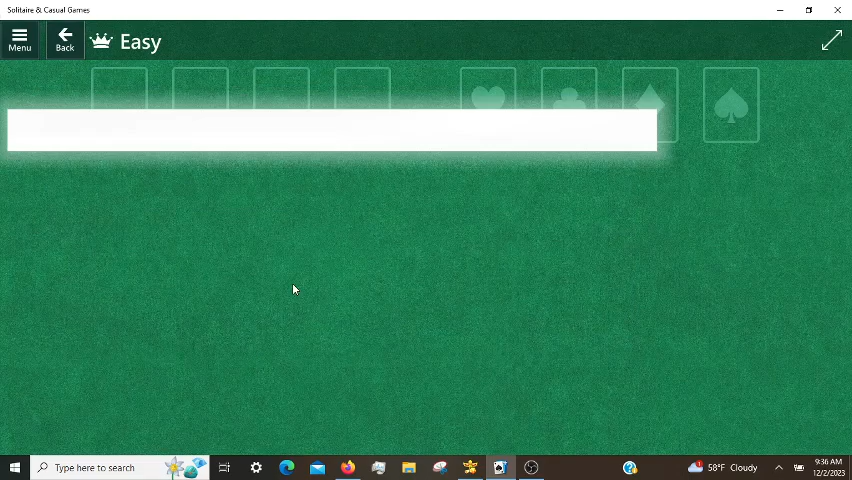 Solitaire & Casual Games
Menu
Back
Easy
Type here to search
58°F Cloudy
9:36 AM
12/2/2023